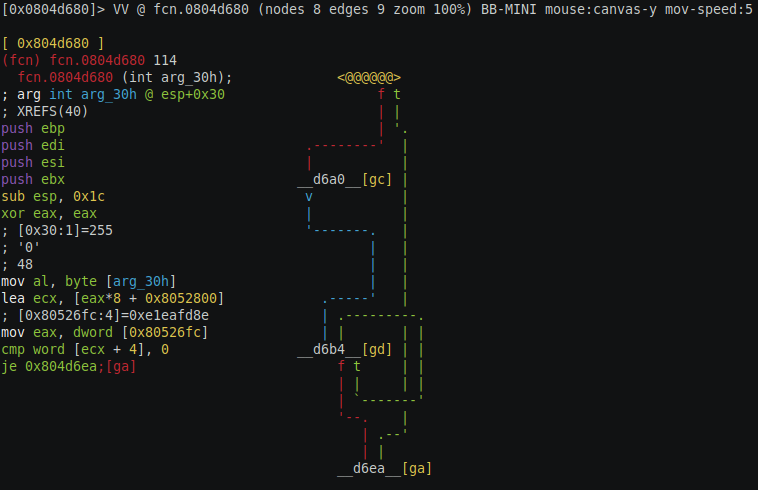 [0x0804d680]> VV @ fcn.0804d680 (nodes 8 edges 9 zoom 100%) BB-MINI mouse:canvas-y mov-speed:5
[ 0x804d680 ]
(fcn) fcn.0804d680 114
fcn.0804d680 (int arg_30h);
<@@@@@@>
; arg int arg_30h @ esp+0x30
f t
; XREFS(40)
push ebp
push edi
push esi
push ebx
__d6a0__[gc]
sub esp, 0x1c
v
xor eax, eax
; [0x30:1]=255
; '0'
; 48
mov al, byte [arg_30h]
lea ecx, [eax*8 + 0x8052800]
; [0x80526fc:4]=0xe1eafd8e
mov eax, dword [0x80526fc]
cmp word [ecx + 4], 0
__d6b4__[gd]
je 0x804d6ea;[ga]
f t
__d6ea__[ga]